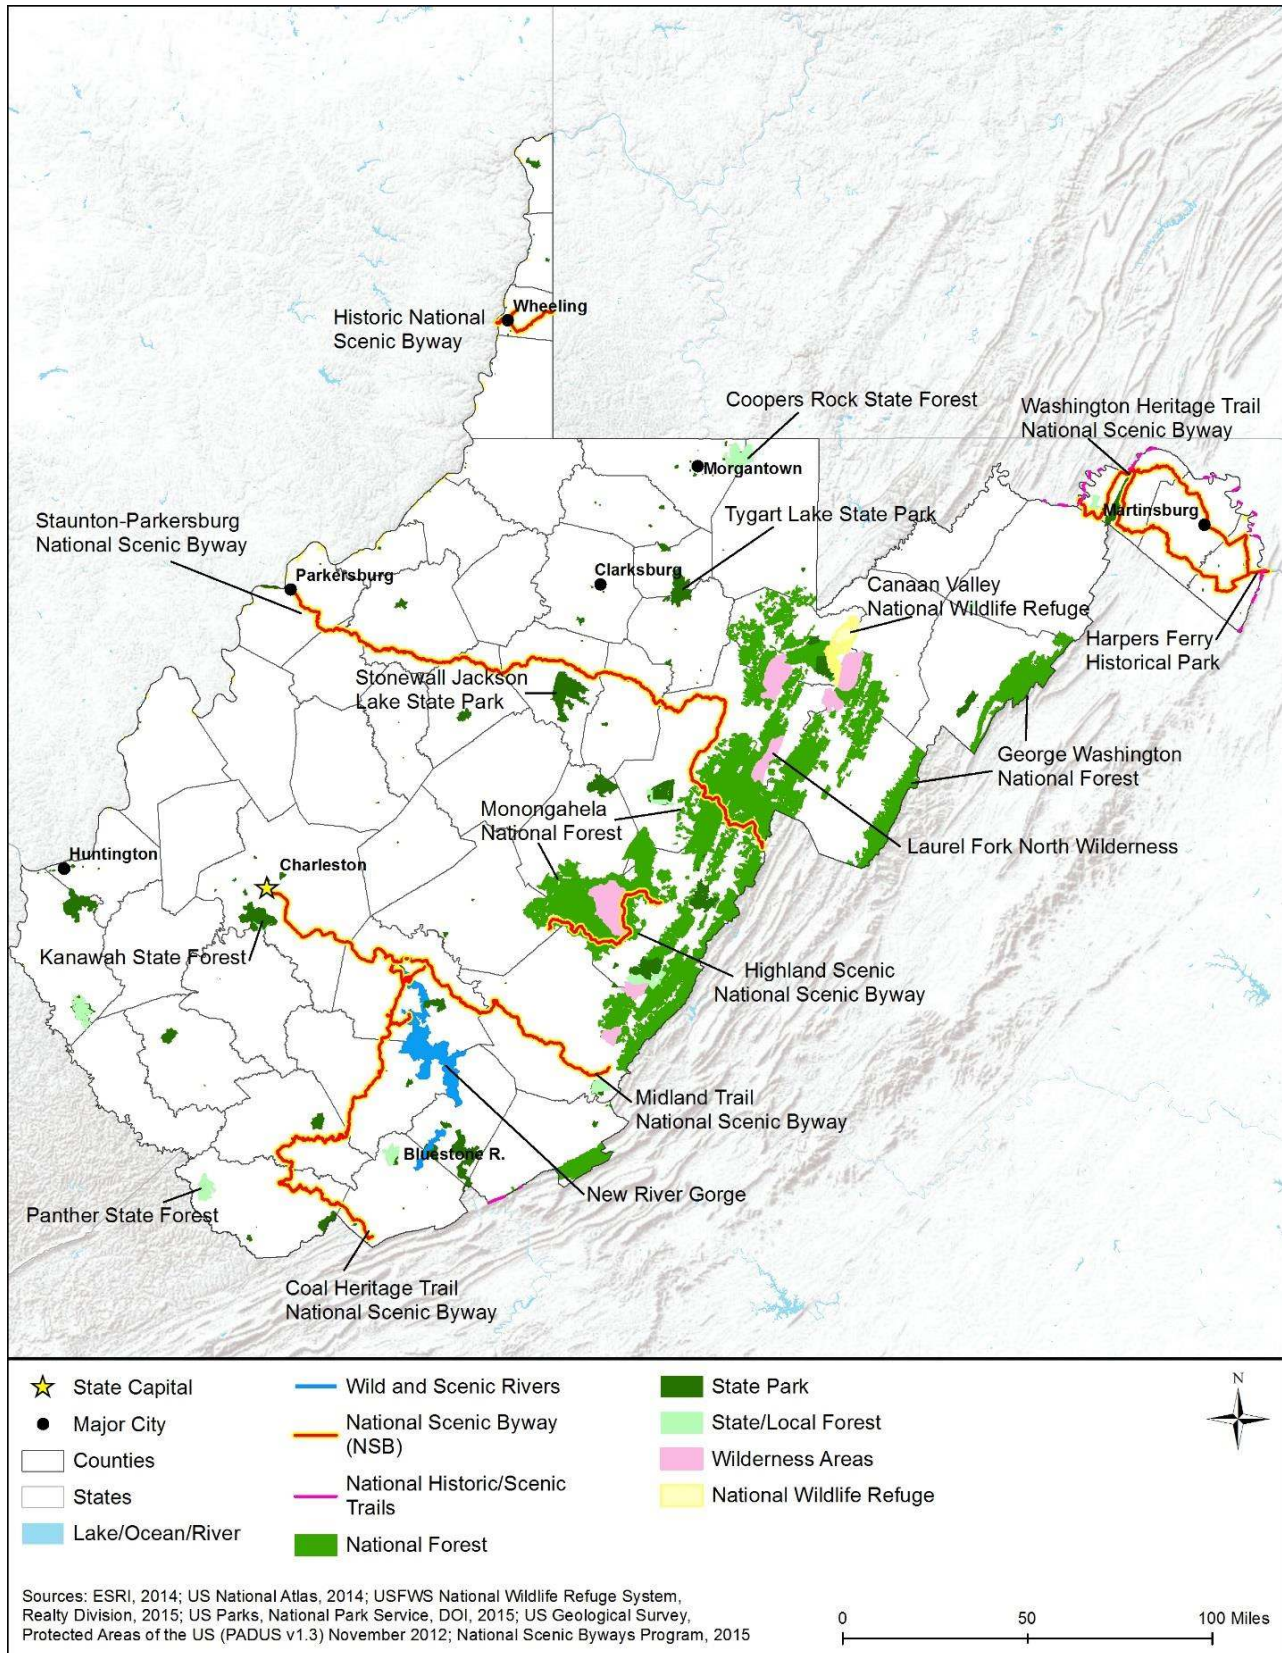 Wheeling
Historic National
Scenic Byway
Coopers Rock State Forest
Washington Heritage Trail
National Scenic Byway
Morgantown
Staunton-Parkersburg
National Scenic Byway
Tygart Lake State Park
Martinsburg
Parkersburg
Clarksburg
Canaan Valley
National Wildlife Refuge
Harpers Ferry
Historical Park
Stonewall Jackson
Lake State Park
George Washington
National Forest
Monongahela
National Forest
Laurel Fork North Wilderness
Huntington
Charleston
Kanawah State Forest
Highland Scenic
National Scenic Byway
Midland Trail
National Scenic Byway
Bluestone R.
New River Gorge
Panther State Forest
Coal Heritage Trail
National Scenic Byway
State Capital
Major City
Counties
States
Lake/Ocean/River
Wild and Scenic Rivers
National Scenic Byway
(NSB)
National Historic/Scenic
Trails
National Forest
State Park
State/Local Forest
Wilderness Areas
National Wildlife Refuge
N
Sources: ESRI, 2014; US National Atlas, 2014; USFWS National Wildlife Refuge System,
Realty Division, 2015; US Parks, National Park Service, DOI, 2015; US Geological Survey,
Protected Areas of the US (PADUS v1.3) November 2012; National Scenic Byways Program, 2015
0 50 100 Miles